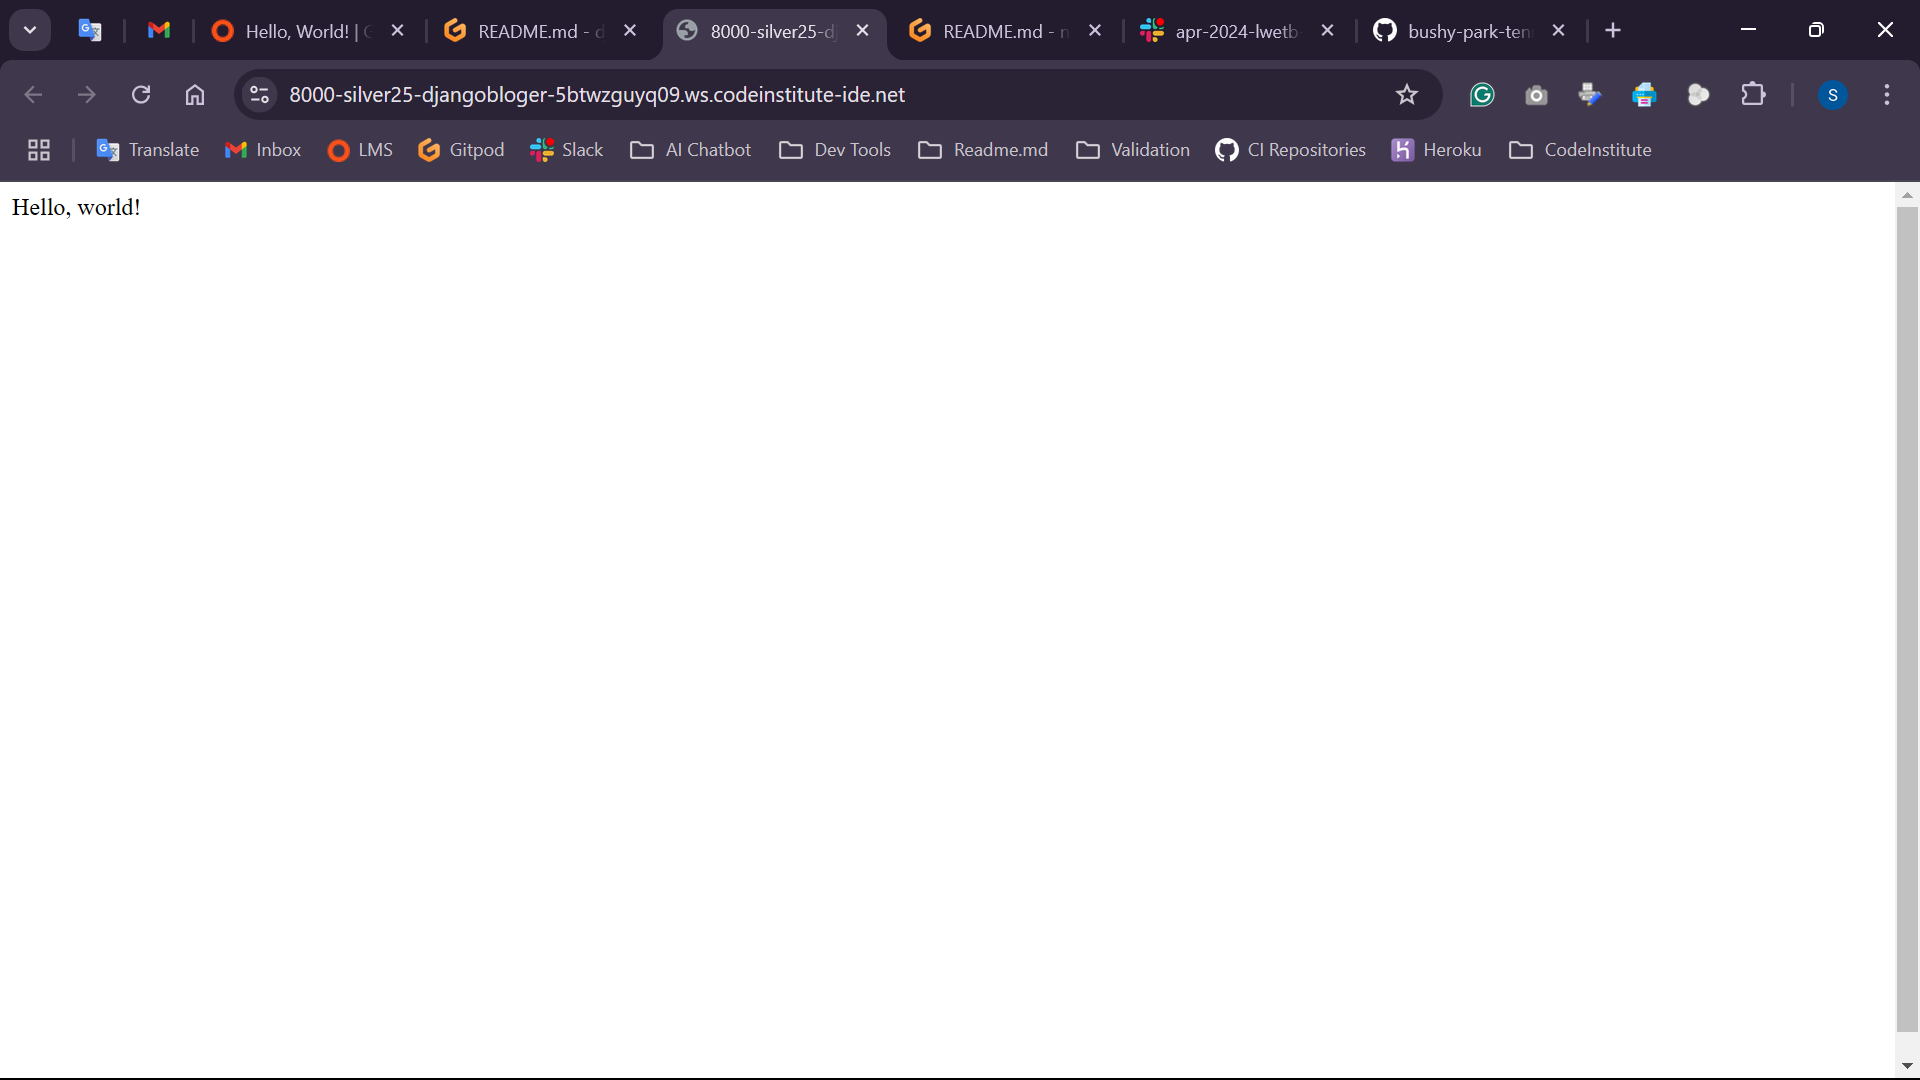 Hello, World! | G
README.md - d
8000-silver25-dj
README.md - n
apr-2024-lwetb
bushy-park-ten
8000-silver25-djangobloger-5btwzguyq09.ws.codeinstitute-ide.net
S
Translate
Inbox
LMS
Gitpod
Slack
AI Chatbot
Dev Tools
Readme.md
Validation
CI Repositories
Heroku
CodeInstitute
Hello, world!